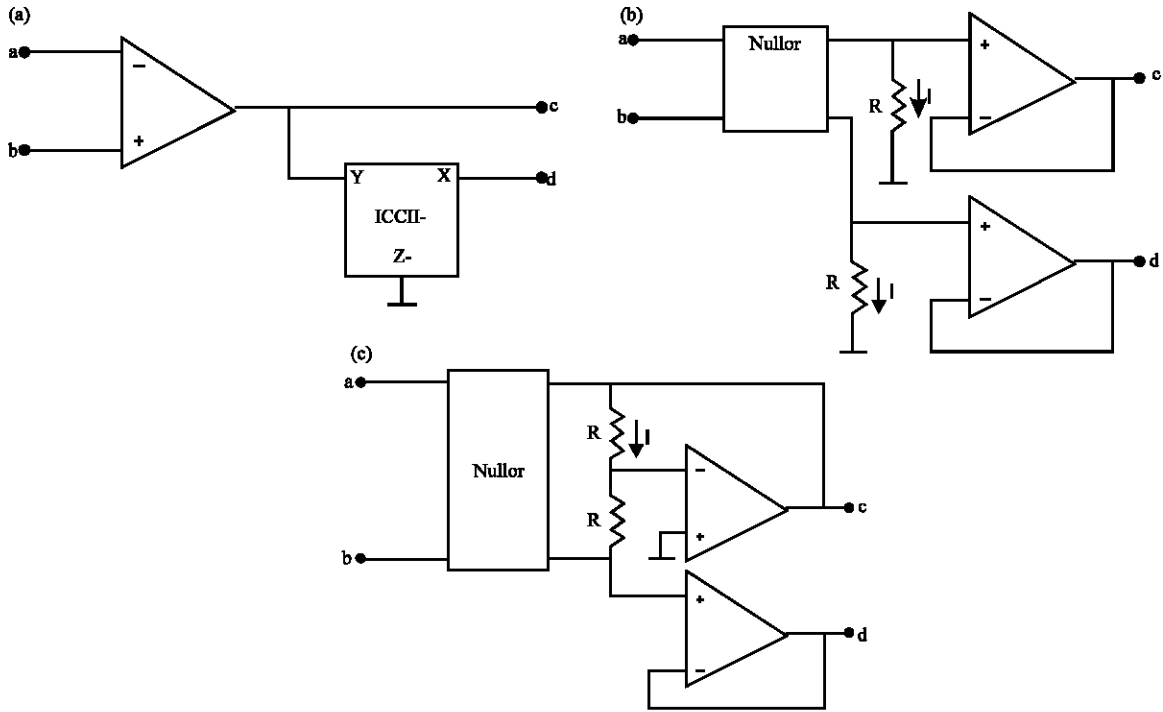 (a)
a
−
c
b
+
Y X d
ICCII-
Z-
(b)
a Nullor
+
c
R I
b
−
+
d
R I
−
(c)
a
R I
Nullor
−
c
R
+
b
+
d
−